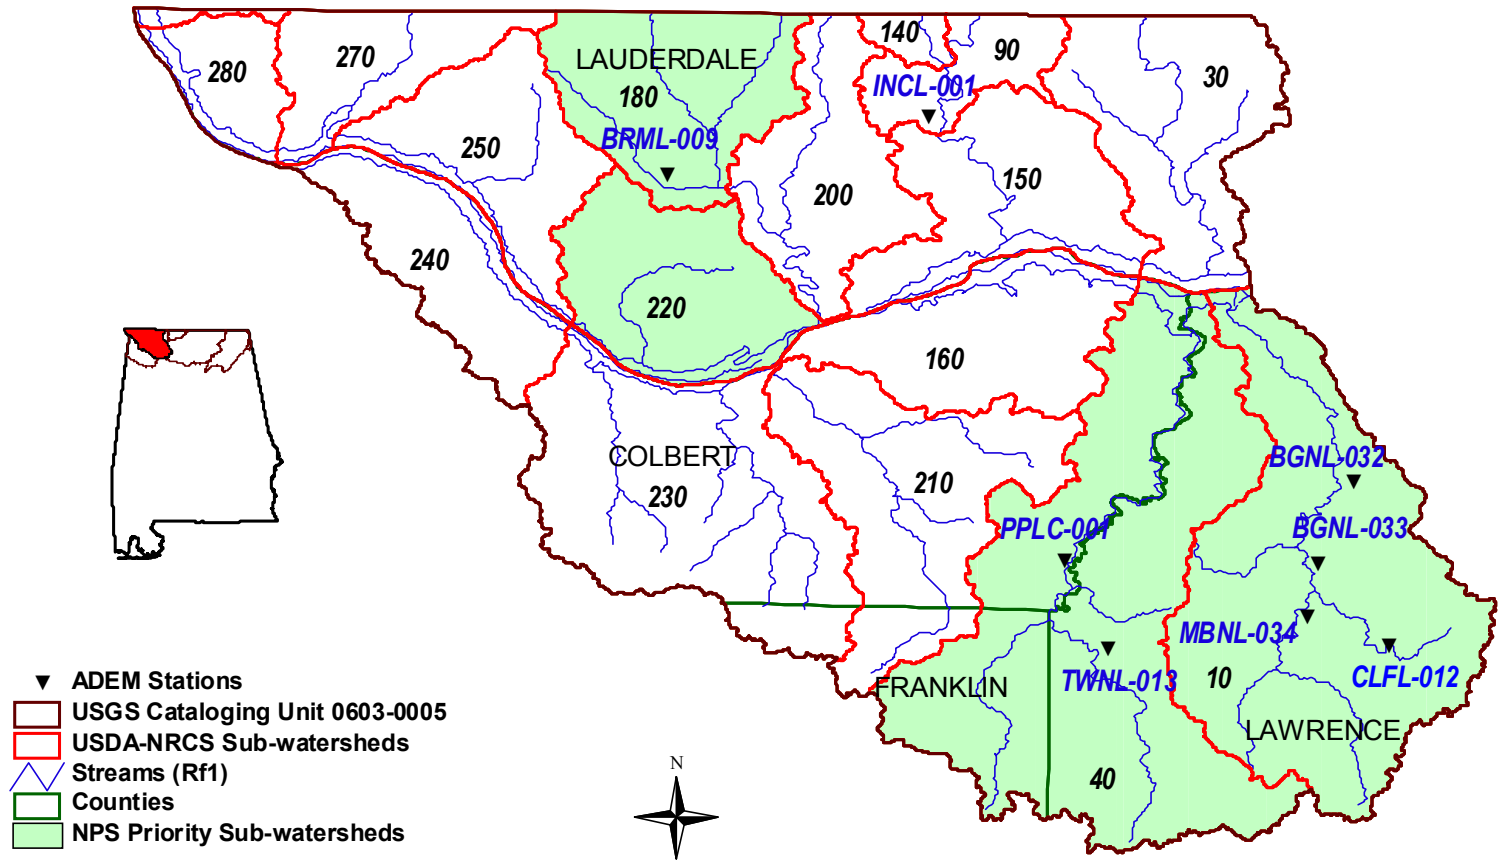 140
270
90
LAUDERDALE
280
30
INCL-001
180
BRML-009
250
150
200
240
220
160
COLBERT
BGNL-032
210
230
PPLC-001
BGNL-033
MBNL-034
TWNL-013
10
CLFL-012
FRANKLIN
LAWRENCE
40
N
ADEM Stations
USGS Cataloging Unit 0603-0005
USDA-NRCS Sub-watersheds
Streams (Rf1)
Counties
NPS Priority Sub-watersheds